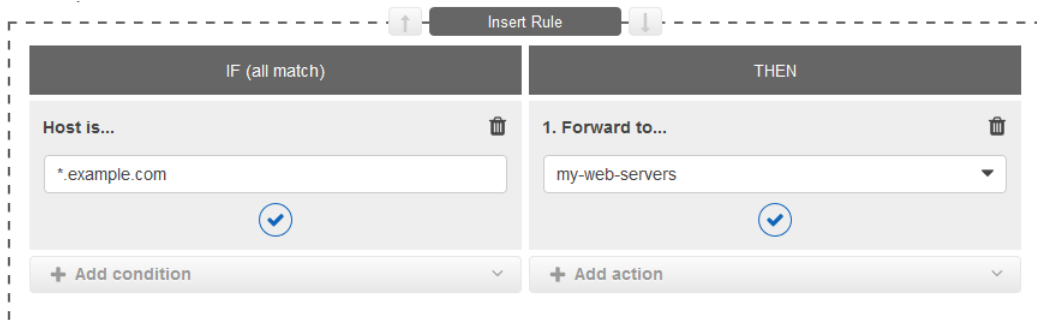 Insert Rule
IF (all match)
THEN
Host is...
1. Forward to...
*.example.com
my-web-servers
Add condition
Add action